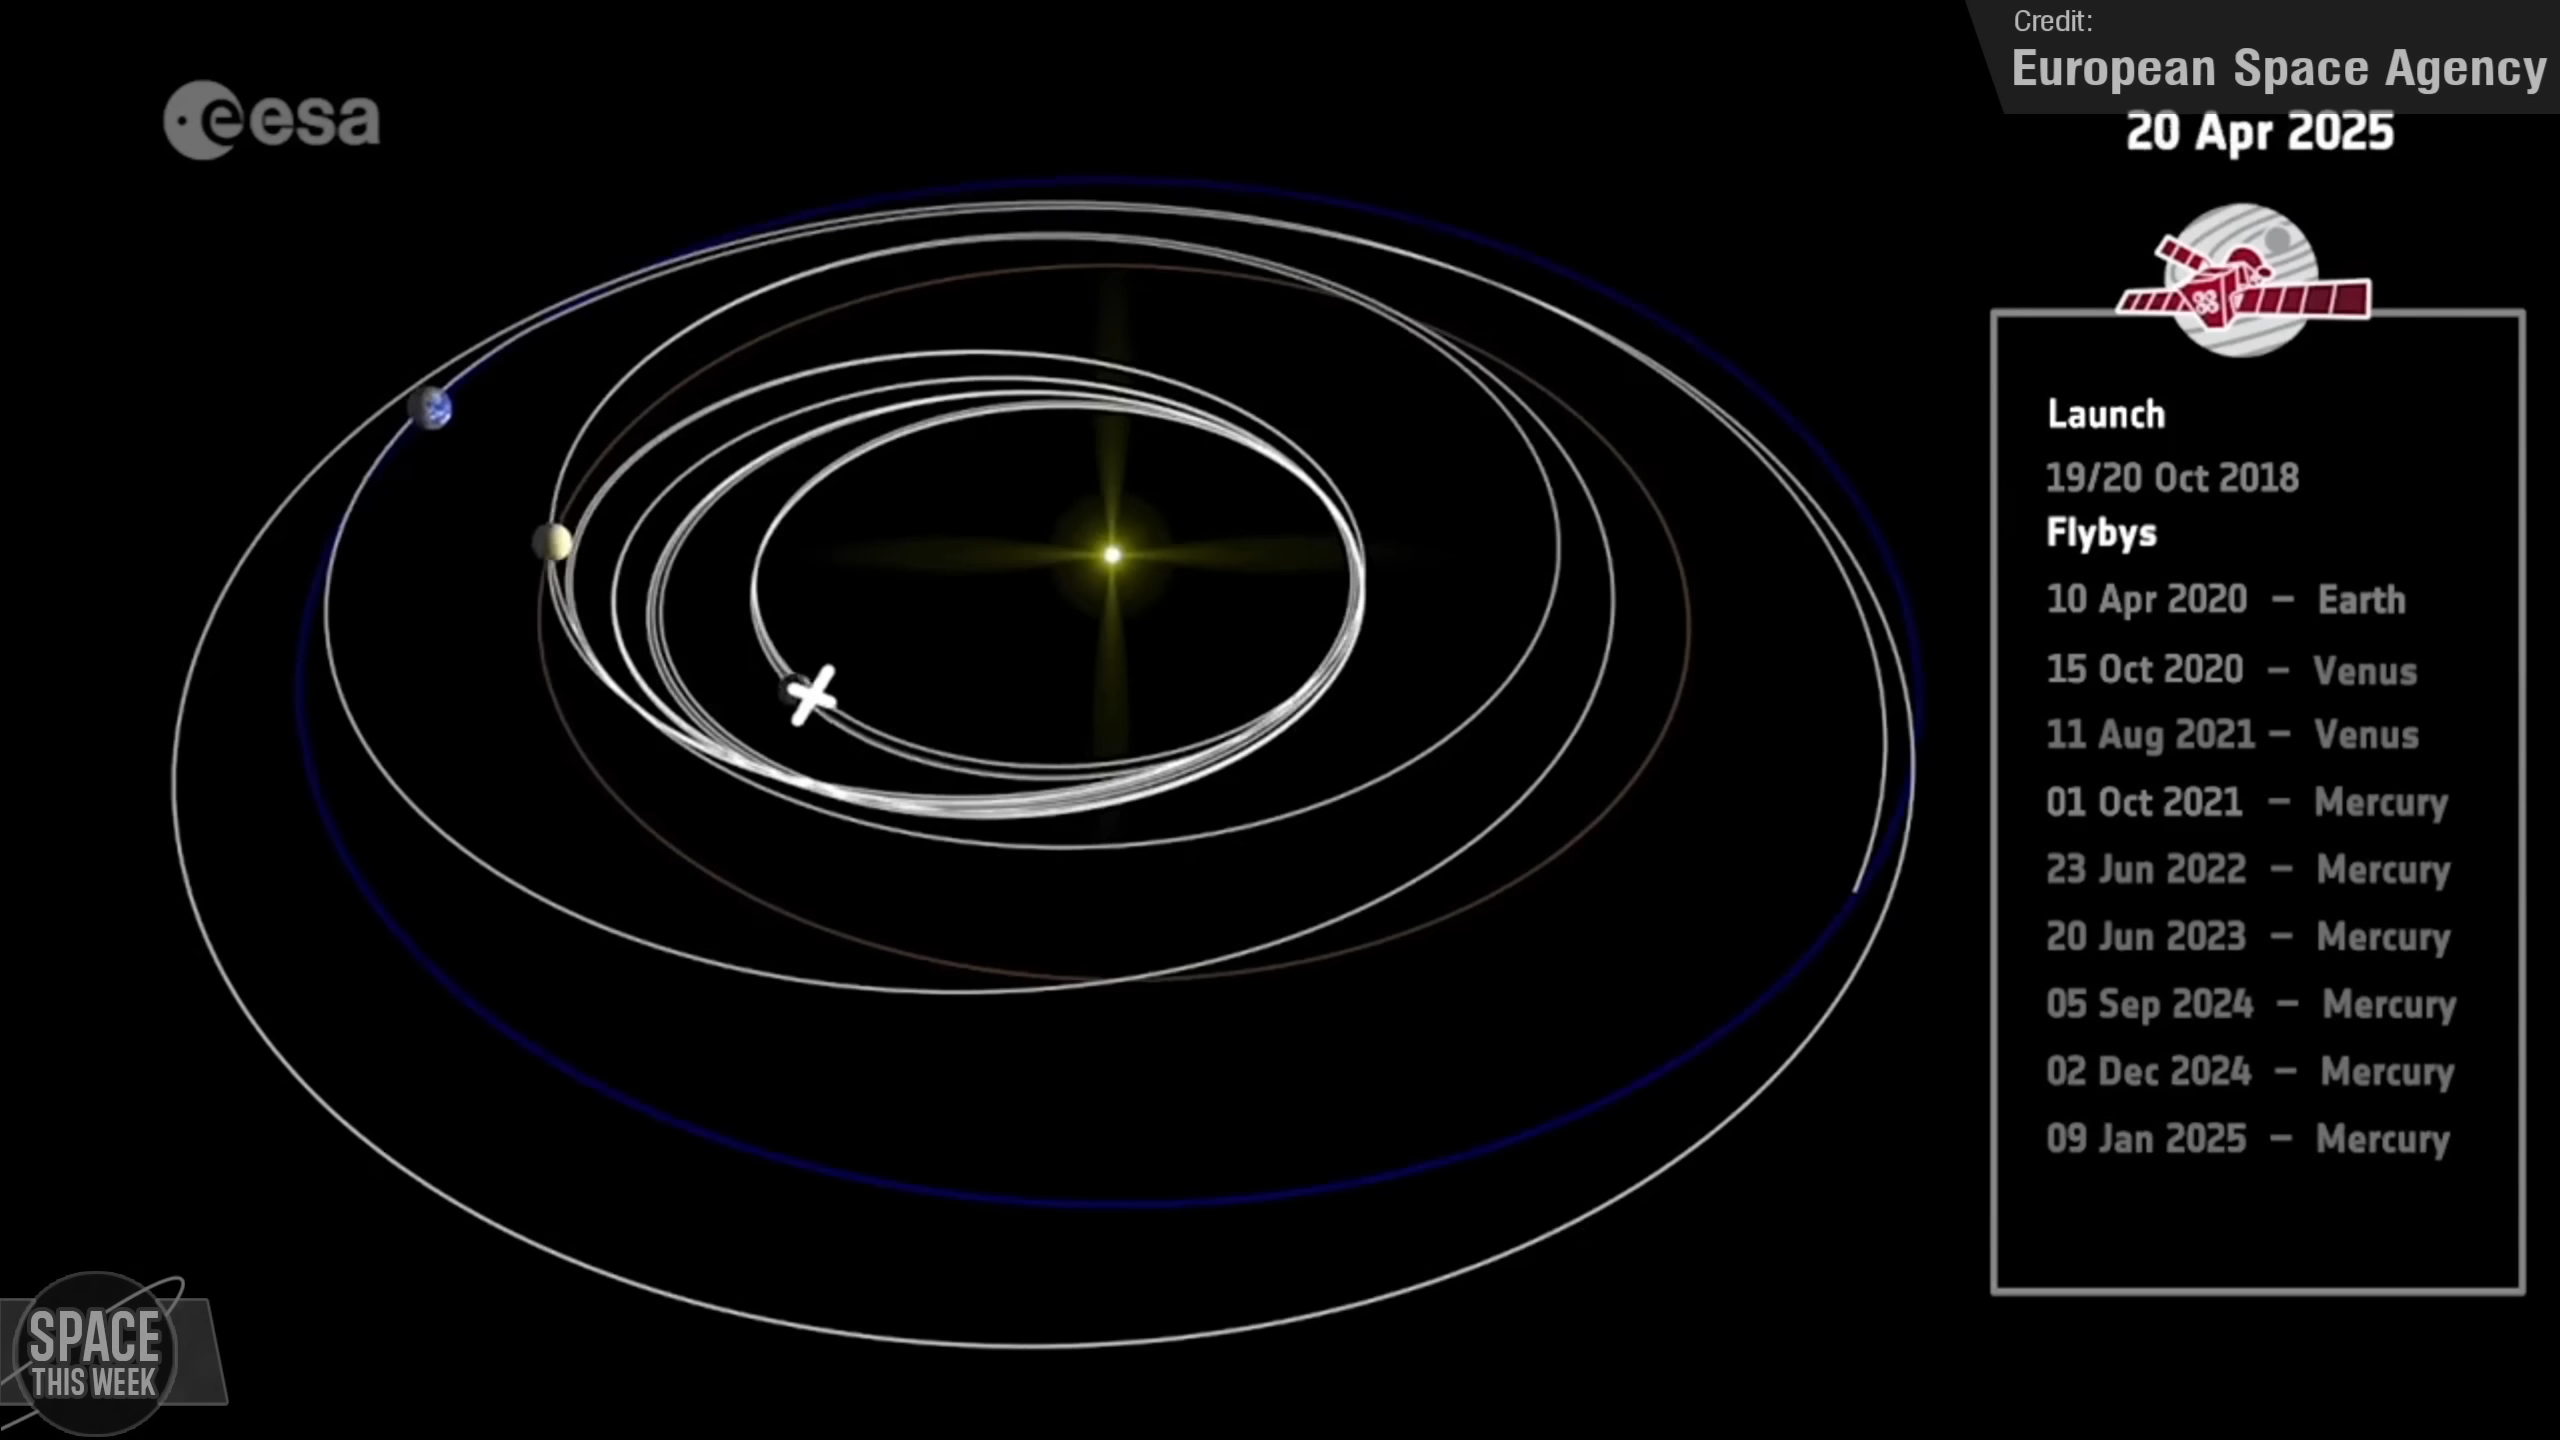 Credit:
European Space Agency
esa
20 Apr 2025
Launch
19/20 Oct 2018
Flybys
10 Apr 2020 – Earth
15 Oct 2020 – Venus
11 Aug 2021 – Venus
01 Oct 2021 – Mercury
23 Jun 2022 – Mercury
20 Jun 2023 – Mercury
05 Sep 2024 – Mercury
02 Dec 2024 – Mercury
09 Jan 2025 – Mercury
SPACE
THIS WEEK